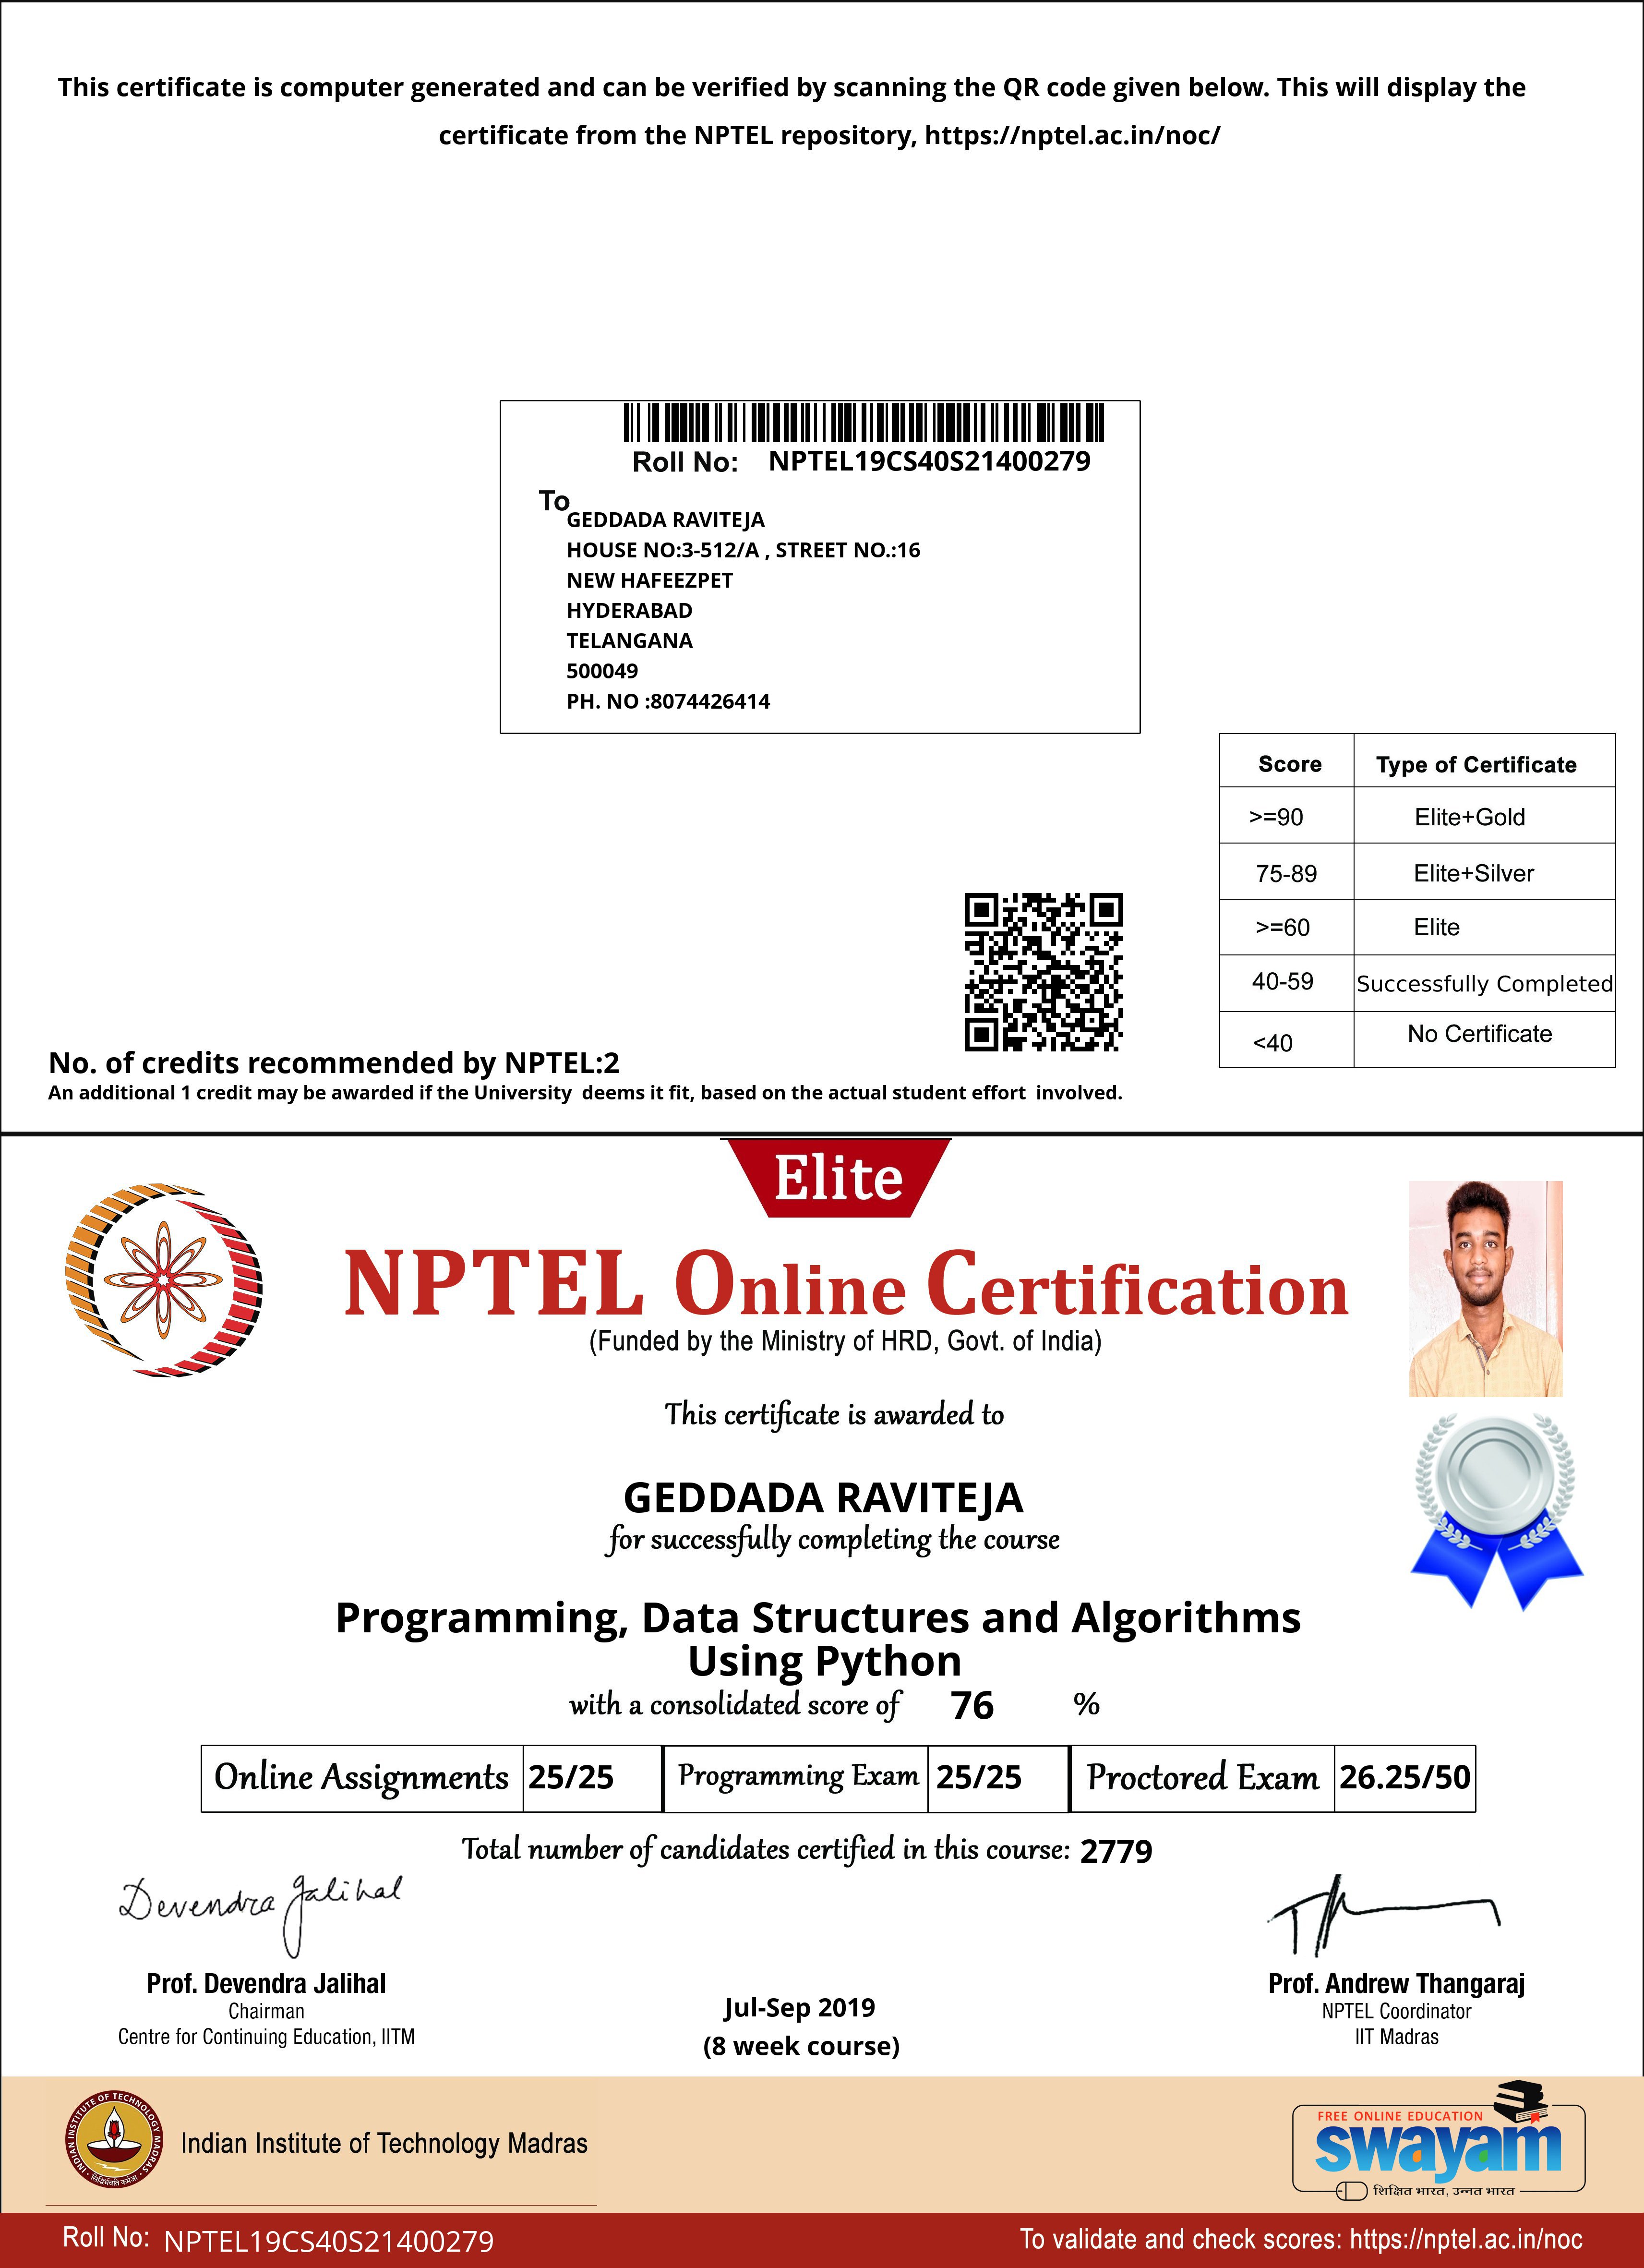 This certificate is computer generated and can be verified by scanning the QR code given below. This will display the
certificate from the NPTEL repository, https://nptel.ac.in/noc/
Roll No: NPTEL19CS40S21400279
To
GEDDADA RAVITEJA
HOUSE NO:3-512/A , STREET NO.:16
NEW HAFEEZPET
HYDERABAD
TELANGANA
500049
PH. NO :8074426414
Score Type of Certificate
>=90 Elite+Gold
75-89 Elite+Silver
>=60 Elite
40-59 Successfully Completed
<40 No Certificate
No. of credits recommended by NPTEL:2
An additional 1 credit may be awarded if the University deems it fit, based on the actual student effort involved.
Elite
NPTEL Online Certification
(Funded by the Ministry of HRD, Govt. of India)
This certificate is awarded to
GEDDADA RAVITEJA
for successfully completing the course
Programming, Data Structures and Algorithms
Using Python
with a consolidated score of 76 %
Online Assignments 25/25 Programming Exam 25/25 Proctored Exam 26.25/50
Total number of candidates certified in this course: 2779
Devendra Jalihal
Prof. Devendra Jalihal
Chairman
Centre for Continuing Education, IITM
Jul-Sep 2019
(8 week course)
Prof. Andrew Thangaraj
NPTEL Coordinator
IIT Madras
INDIAN INSTITUTE OF TECHNOLOGY MADRAS
सिद्धिर्भवति कर्मजा
Indian Institute of Technology Madras
FREE ONLINE EDUCATION
swayam
शिक्षित भारत, उन्नत भारत
Roll No: NPTEL19CS40S21400279
To validate and check scores: https://nptel.ac.in/noc